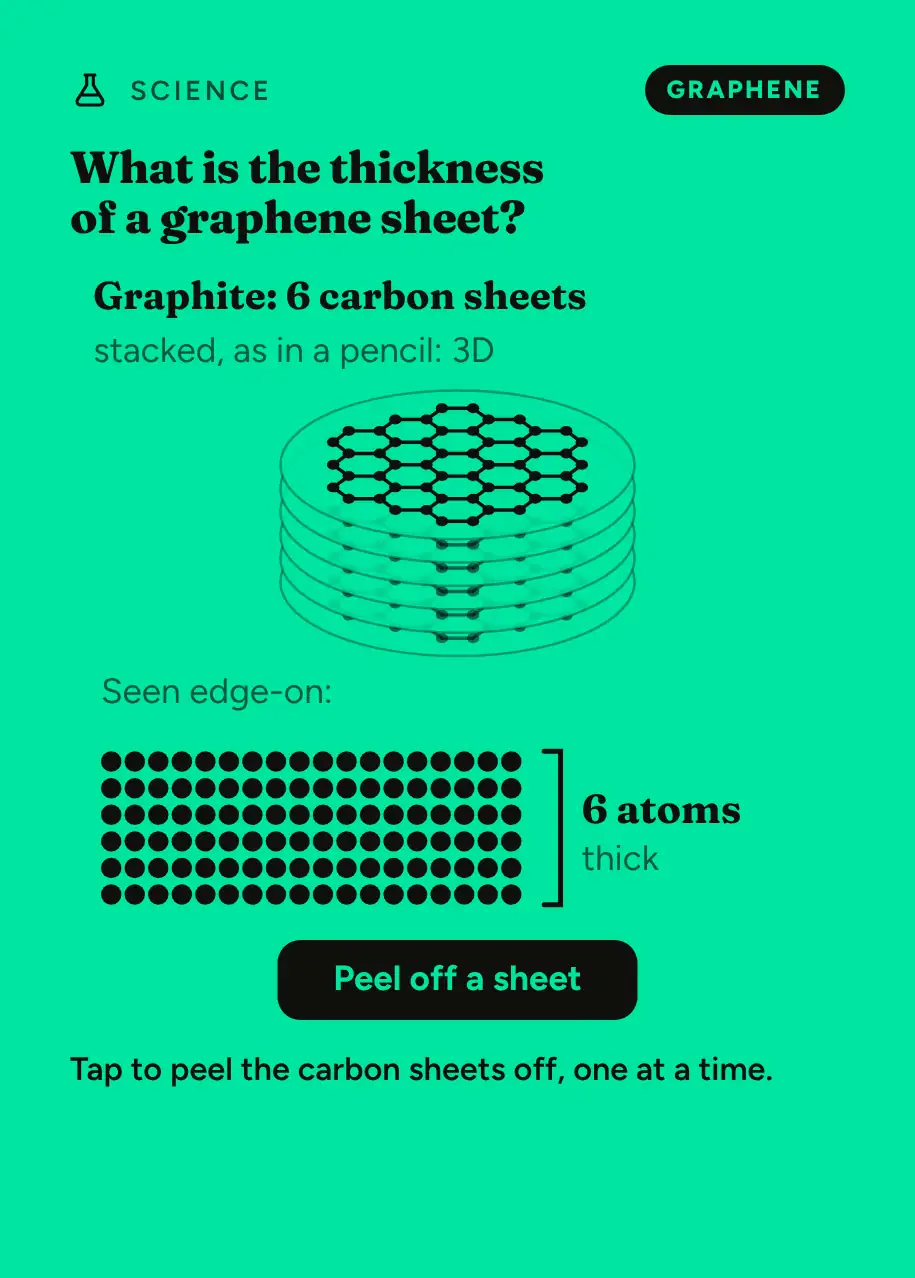 SCIENCE
GRAPHENE
What is the thickness
of a graphene sheet?
Graphite: 6 carbon sheets
stacked, as in a pencil: 3D
Seen edge-on:
6 atoms
thick
Peel off a sheet
Tap to peel the carbon sheets off, one at a time.